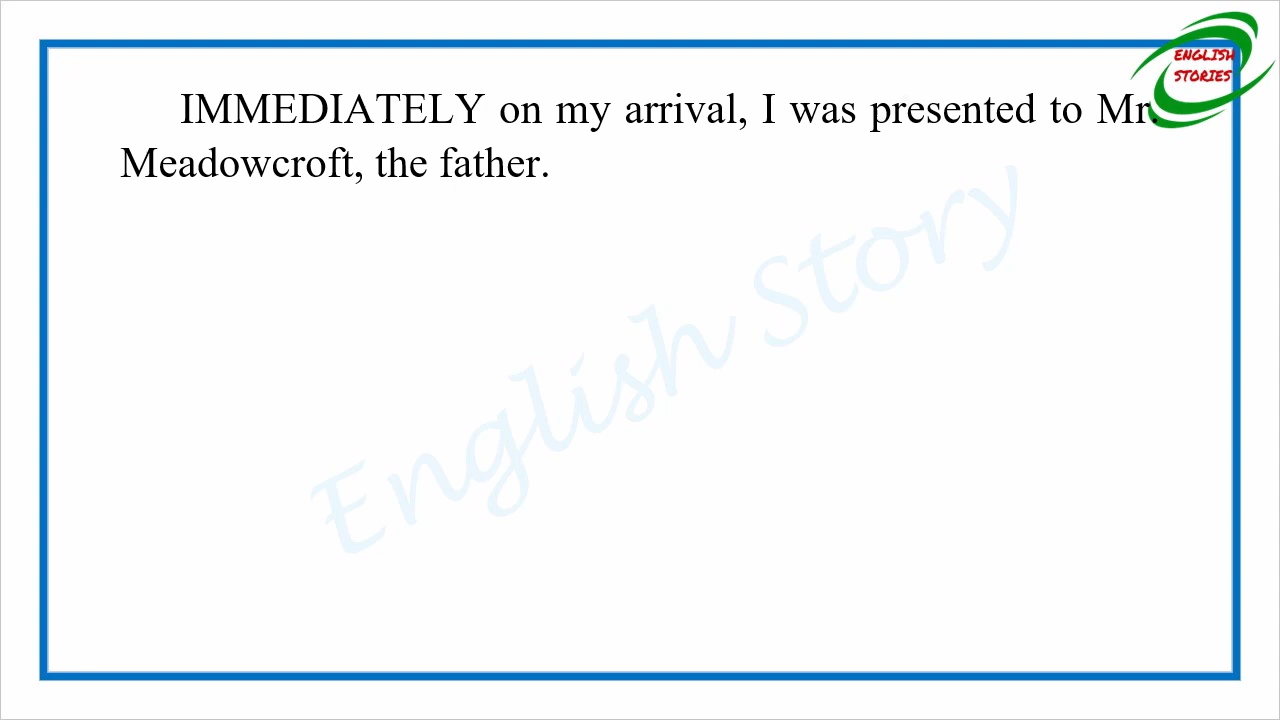 ENGLISH
STORIES
IMMEDIATELY on my arrival, I was presented to Mr.
Meadowcroft, the father.
English Story